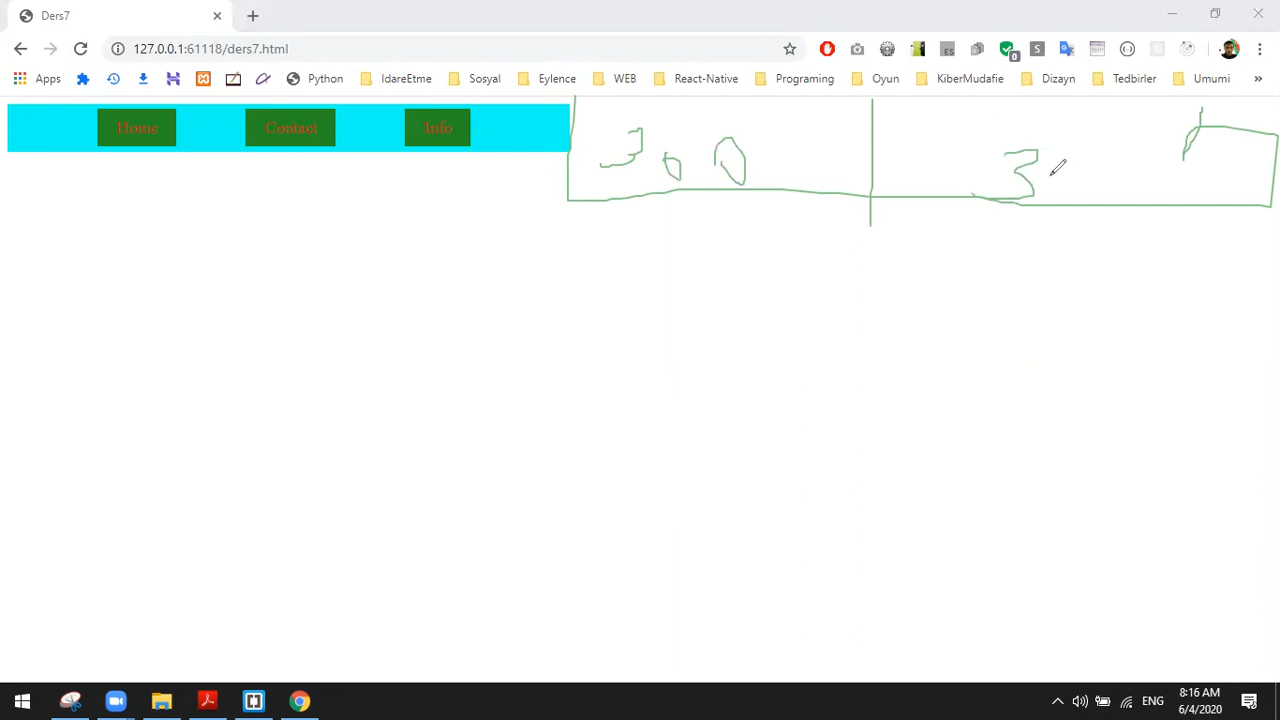 Ders7
127.0.0.1:61118/ders7.html
Apps Python IdareEtme Sosyal Eylence WEB React-Native Programing Oyun KiberMudafie Dizayn Tedbirler Umumi »
Home Contact Info
300 3
ENG 8:16 AM
6/4/2020